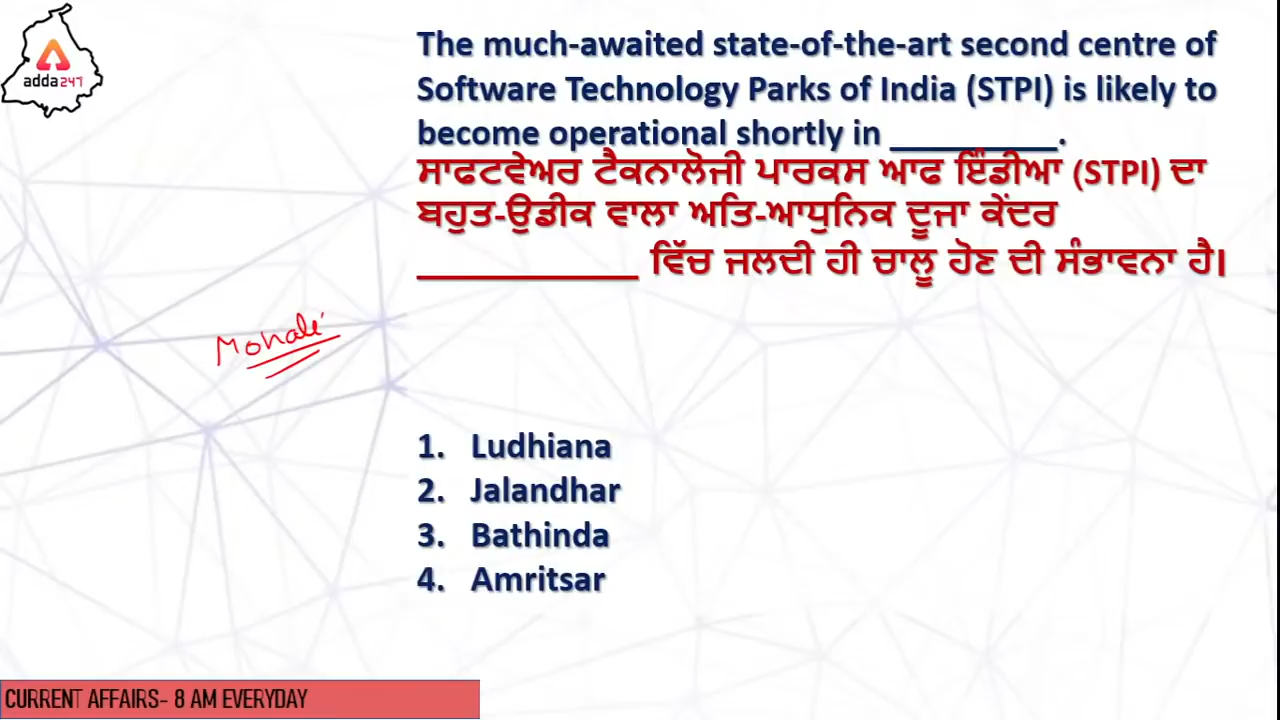 adda247
The much-awaited state-of-the-art second centre of
Software Technology Parks of India (STPI) is likely to
become operational shortly in _________.
ਸਾਫਟਵੇਅਰ ਟੈਕਨਾਲੋਜੀ ਪਾਰਕਸ ਆਫ ਇੰਡੀਆ (STPI) ਦਾ
ਬਹੁਤ-ਉਡੀਕ ਵਾਲਾ ਅਤਿ-ਆਧੁਨਿਕ ਦੂਜਾ ਕੇਂਦਰ
____________ ਵਿੱਚ ਜਲਦੀ ਹੀ ਚਾਲੂ ਹੋਣ ਦੀ ਸੰਭਾਵਨਾ ਹੈ।
Mohali
1. Ludhiana
2. Jalandhar
3. Bathinda
4. Amritsar
CURRENT AFFAIRS- 8 AM EVERYDAY